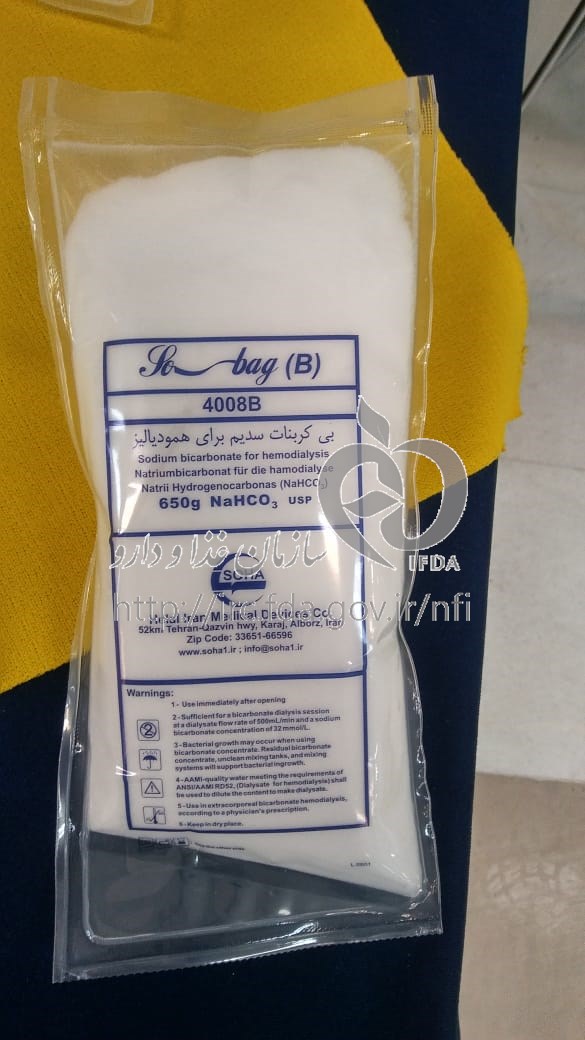 So bag (B)
4008B
بی کربنات سدیم برای همودیالیز
Sodium bicarbonate for hemodialysis
Natriumbicarbonat für die hamodialyse
Natrii Hydrogenocarbonas (NaHCO₃)
650g NaHCO₃ USP
سازمان غذا و دارو
IFDA
SOHA
http://irc.fda.gov.ir/nfi
Helal Iran Medical Devices Co.
52km Tehran-Qazvin hwy, Karaj, Alborz, Iran
Zip Code: 33651-66596
www.soha1.ir ; info@soha1.ir
Warnings:
1 - Use immediately after opening
2 - Sufficient for a bicarbonate dialysis session
at a dialysate flow rate of 500mL/min and a sodium
bicarbonate concentration of 32 mmol/L.
3 - Bacterial growth may occur when using
bicarbonate concentrate. Residual bicarbonate
concentrate, unclean mixing tanks, and mixing
systems will support bacterial ingrowth.
4 - AAMI-quality water meeting the requirements of
ANSI/AAMI RD52, (Dialysate for hemodialysis) shall
be used to dilute the content to make dialysate.
5 - Use in extracorporeal bicarbonate hemodialysis,
according to a physician's prescription.
6 - Keep in dry place.
2